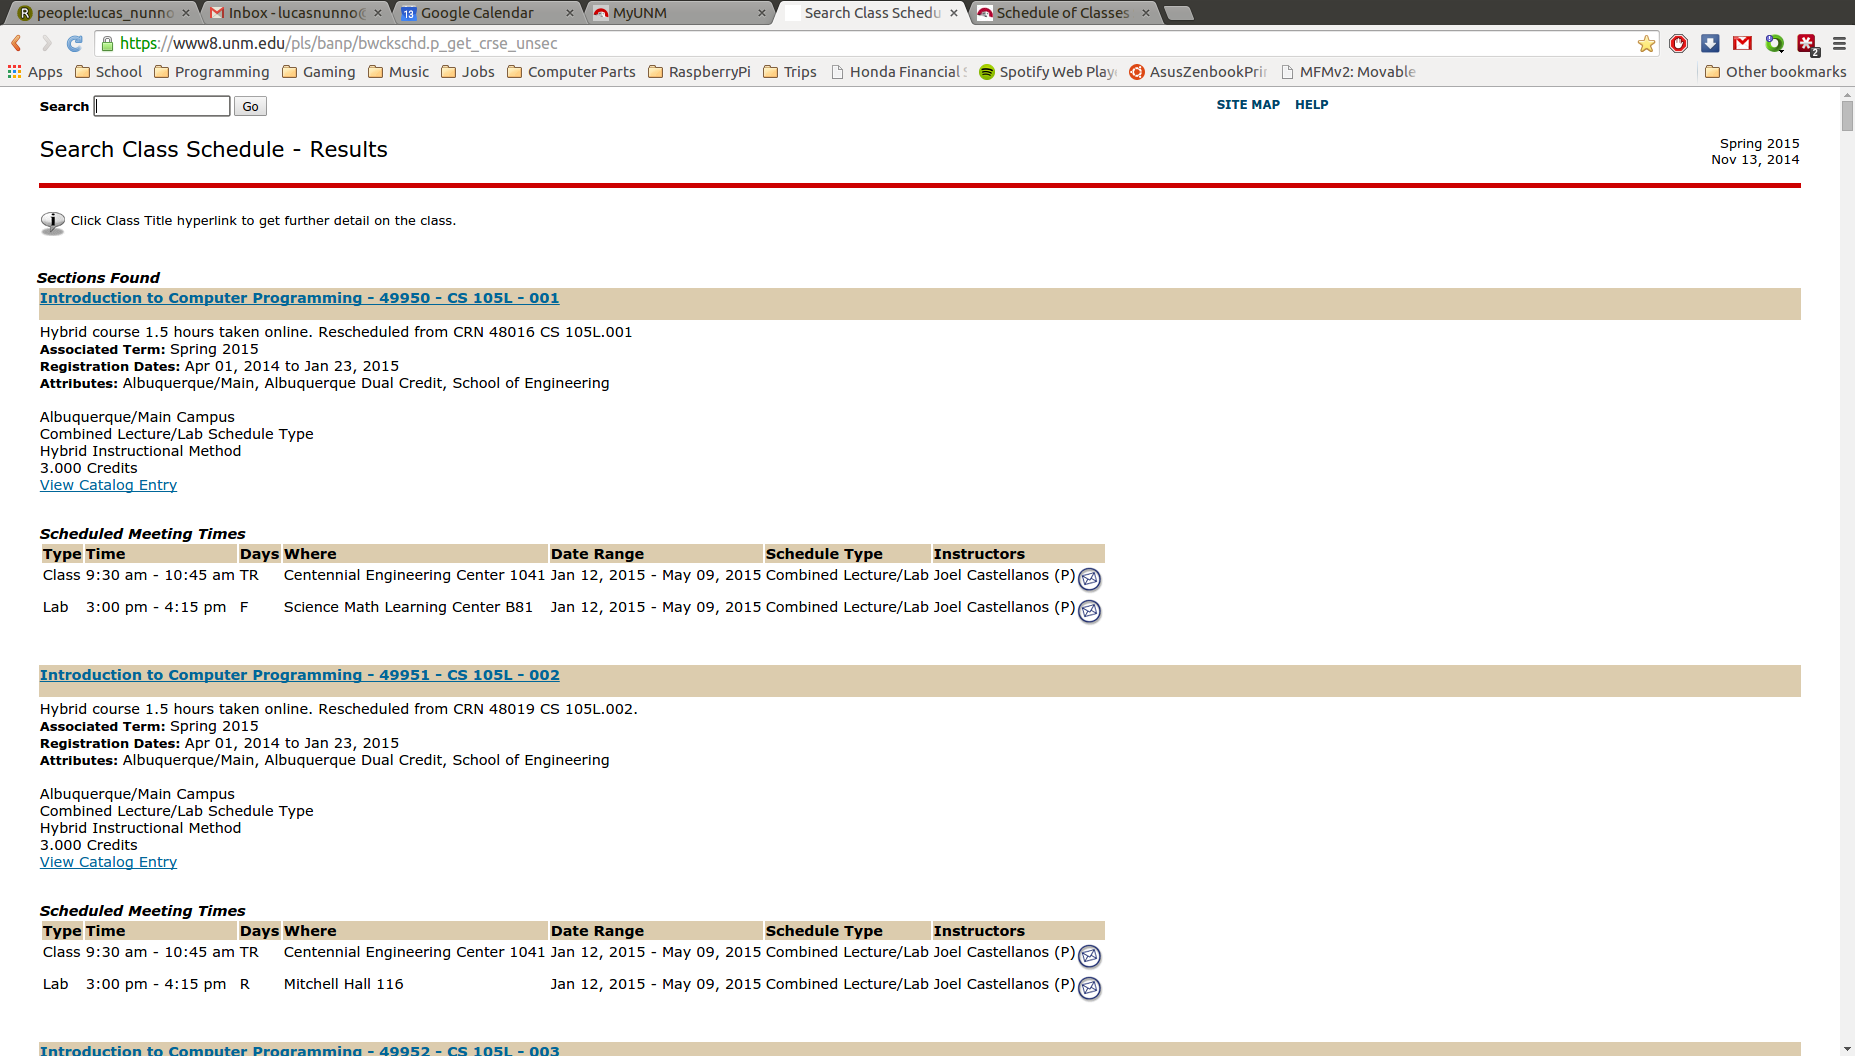 people:lucas_nunno
Inbox - lucasnunno@
13 Google Calendar
MyUNM
Search Class Schedu
Schedule of Classes
https://www8.unm.edu/pls/banp/bwckschd.p_get_crse_unsec
2
Apps School Programming Gaming Music Jobs Computer Parts RaspberryPi Trips Honda Financial Spotify Web Play AsusZenbookPri MFMv2: Movable Other bookmarks
Search Go
SITE MAP HELP
Search Class Schedule - Results
Spring 2015
Nov 13, 2014
Click Class Title hyperlink to get further detail on the class.
Sections Found
Introduction to Computer Programming - 49950 - CS 105L - 001
Hybrid course 1.5 hours taken online. Rescheduled from CRN 48016 CS 105L.001
Associated Term: Spring 2015
Registration Dates: Apr 01, 2014 to Jan 23, 2015
Attributes: Albuquerque/Main, Albuquerque Dual Credit, School of Engineering
Albuquerque/Main Campus
Combined Lecture/Lab Schedule Type
Hybrid Instructional Method
3.000 Credits
View Catalog Entry
Scheduled Meeting Times
Type Time Days Where Date Range Schedule Type Instructors
Class 9:30 am - 10:45 am TR Centennial Engineering Center 1041 Jan 12, 2015 - May 09, 2015 Combined Lecture/Lab Joel Castellanos (P)
Lab 3:00 pm - 4:15 pm F Science Math Learning Center B81 Jan 12, 2015 - May 09, 2015 Combined Lecture/Lab Joel Castellanos (P)
Introduction to Computer Programming - 49951 - CS 105L - 002
Hybrid course 1.5 hours taken online. Rescheduled from CRN 48019 CS 105L.002.
Associated Term: Spring 2015
Registration Dates: Apr 01, 2014 to Jan 23, 2015
Attributes: Albuquerque/Main, Albuquerque Dual Credit, School of Engineering
Albuquerque/Main Campus
Combined Lecture/Lab Schedule Type
Hybrid Instructional Method
3.000 Credits
View Catalog Entry
Scheduled Meeting Times
Type Time Days Where Date Range Schedule Type Instructors
Class 9:30 am - 10:45 am TR Centennial Engineering Center 1041 Jan 12, 2015 - May 09, 2015 Combined Lecture/Lab Joel Castellanos (P)
Lab 3:00 pm - 4:15 pm R Mitchell Hall 116 Jan 12, 2015 - May 09, 2015 Combined Lecture/Lab Joel Castellanos (P)
Introduction to Computer Programming - 49952 - CS 105L - 003